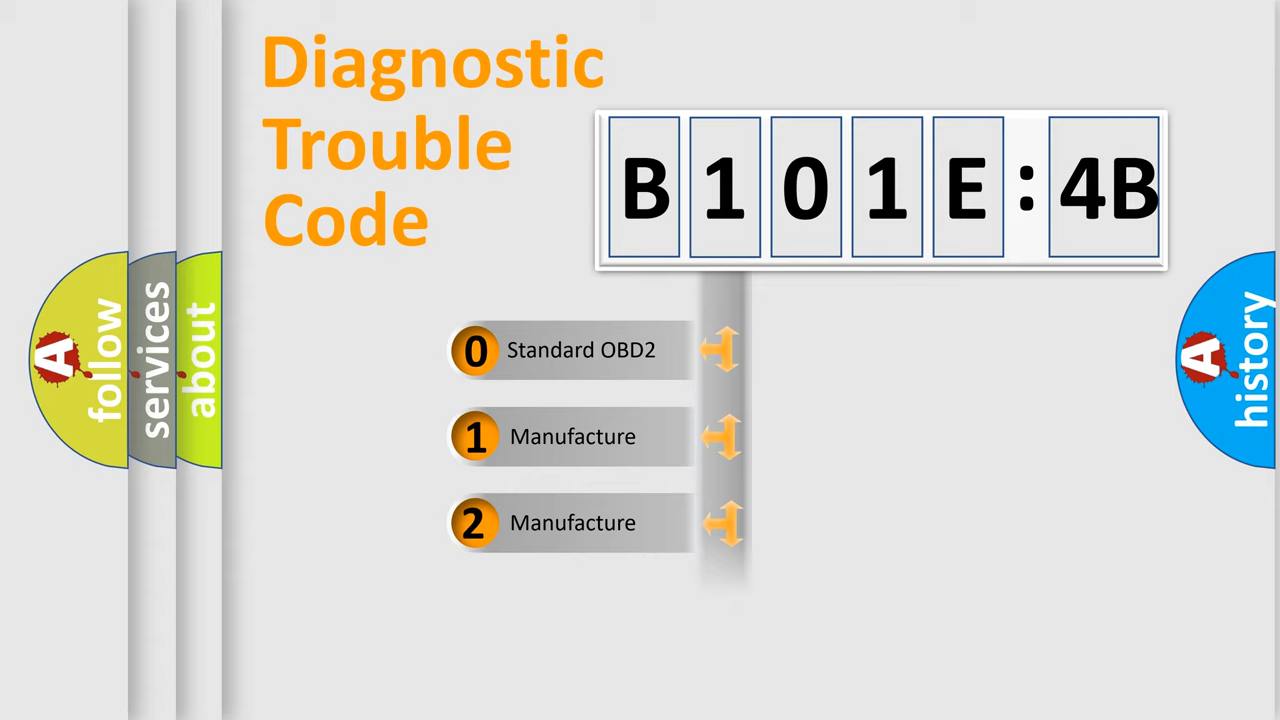 Diagnostic
Trouble
Code
B 1 0 1 E : 4B
0 Standard OBD2
1 Manufacture
2 Manufacture
A follow
services
about
A history